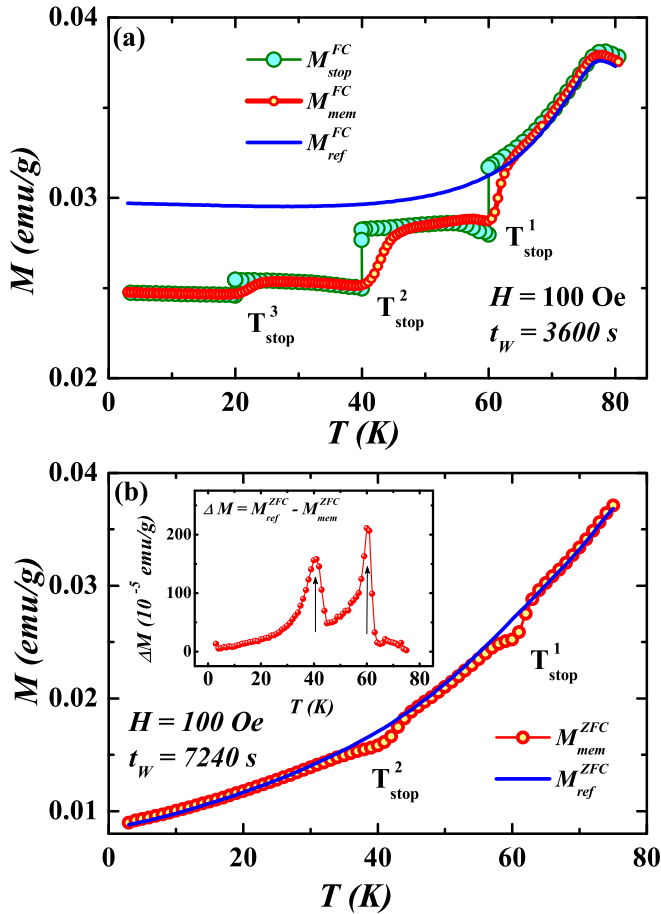 (a)
M^FC_stop
M^FC_mem
M^FC_ref
0.04
0.03
0.02
M (emu/g)
T^1_stop
T^2_stop
T^3_stop
H = 100 Oe
t_W = 3600 s
0 20 40 60 80
T (K)
(b)
0.04
0.03
0.02
0.01
M (emu/g)
ΔM = M^ZFC_ref - M^ZFC_mem
200
100
0
ΔM (10^-5 emu/g)
0 20 40 60 80
T (K)
T^1_stop
T^2_stop
H = 100 Oe
t_W = 7240 s
M^ZFC_mem
M^ZFC_ref
0 20 40 60 80
T (K)